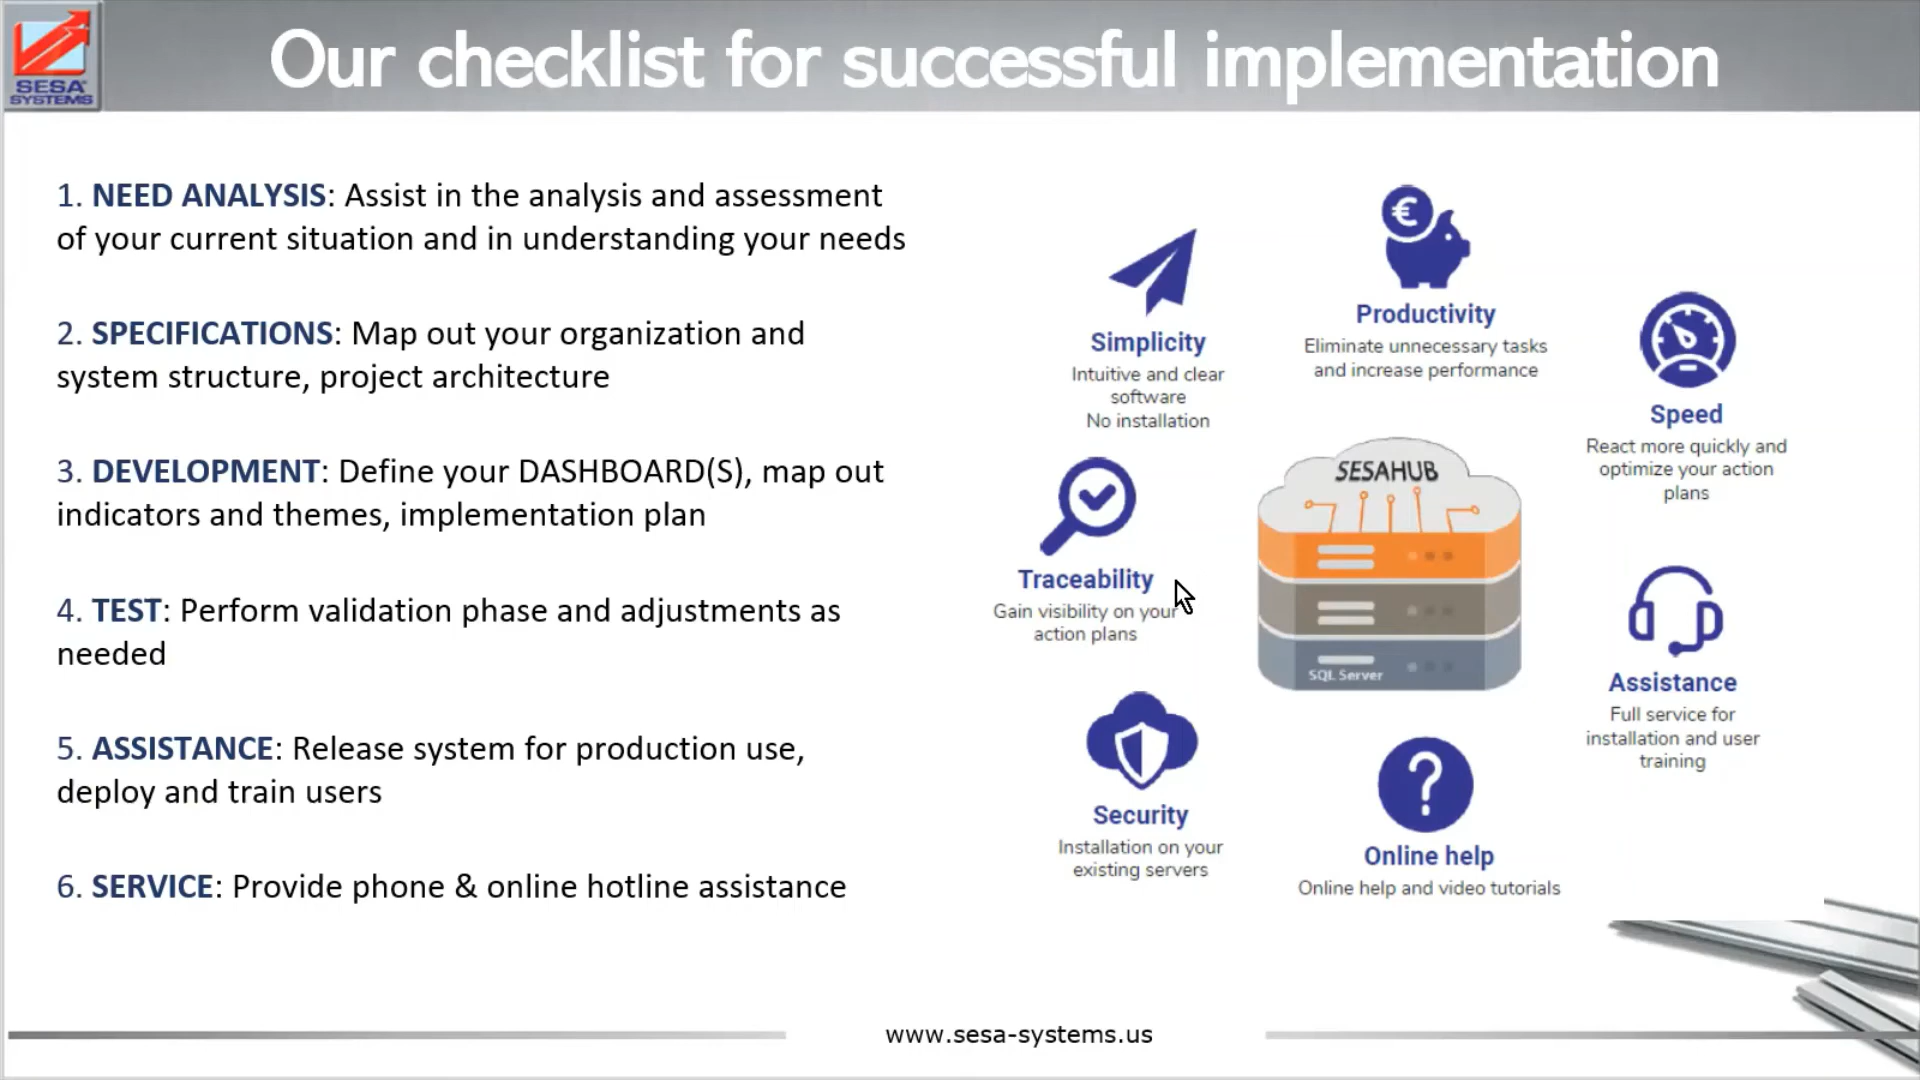 SESA
SYSTEMS
Our checklist for successful implementation
1. NEED ANALYSIS: Assist in the analysis and assessment
of your current situation and in understanding your needs
2. SPECIFICATIONS: Map out your organization and
system structure, project architecture
3. DEVELOPMENT: Define your DASHBOARD(S), map out
indicators and themes, implementation plan
4. TEST: Perform validation phase and adjustments as
needed
5. ASSISTANCE: Release system for production use,
deploy and train users
6. SERVICE: Provide phone & online hotline assistance
Simplicity
Intuitive and clear
software
No installation
€
Productivity
Eliminate unnecessary tasks
and increase performance
Speed
React more quickly and
optimize your action
plans
Traceability
Gain visibility on your
action plans
SESAHUB
SQL Server
Assistance
Full service for
installation and user
training
Security
Installation on your
existing servers
?
Online help
Online help and video tutorials
www.sesa-systems.us